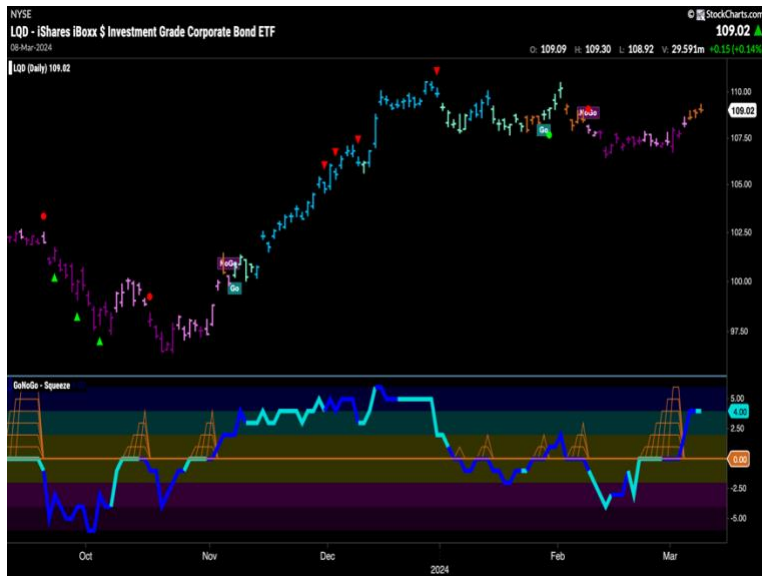 NYSE
© StockCharts.com
LQD - iShares iBoxx $ Investment Grade Corporate Bond ETF
109.02
08-Mar-2024
O: 109.09 H: 109.30 L: 108.92 V: 29.591m +0.15 (+0.14%)
LQD (Daily) 109.02
110.00
109.02
NoGo
Go
107.50
105.00
102.50
NoGo
Go
100.00
97.50
GoNoGo - Squeeze
5.00
4.00
2.50
0.00
-2.50
-5.00
Oct Nov Dec Feb Mar
2024